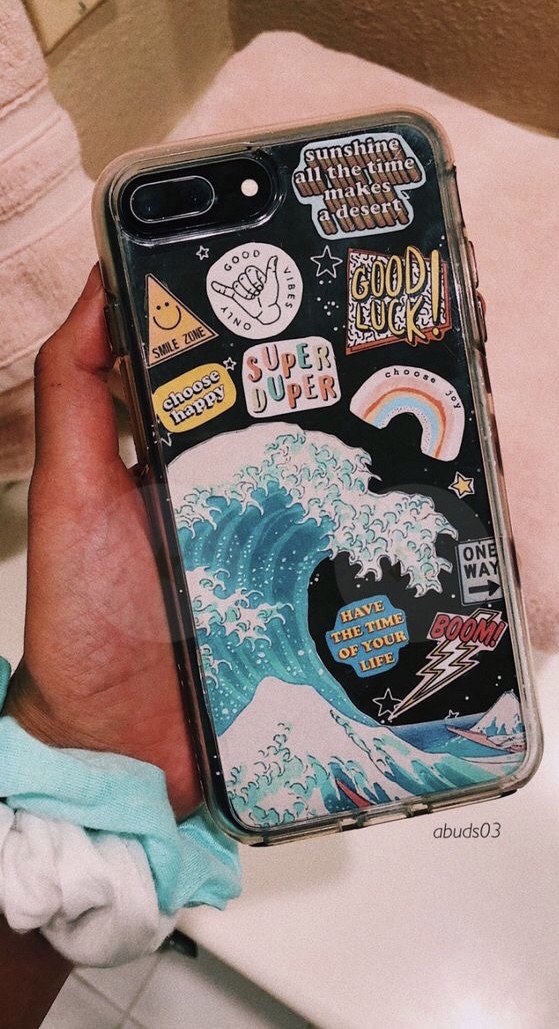 sunshine
all the time
makes
a desert
GOOD
VIBES
ONLY
GOOD
LUCK!
SMILE ZONE
SUPER
DUPER
choose
happy
choose joy
ONE
WAY
HAVE
THE TIME
OF YOUR
LIFE
BOOM!
abuds03